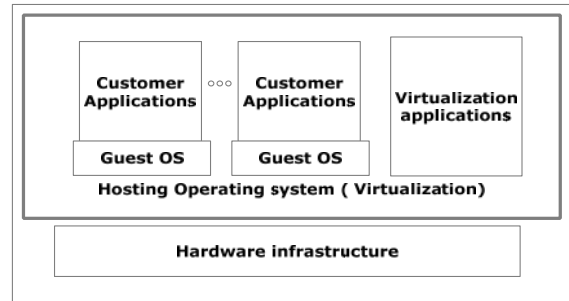 Customer
Applications
○○○
Customer
Applications
Virtualization
applications
Guest OS
Guest OS
Hosting Operating system ( Virtualization)
Hardware infrastructure